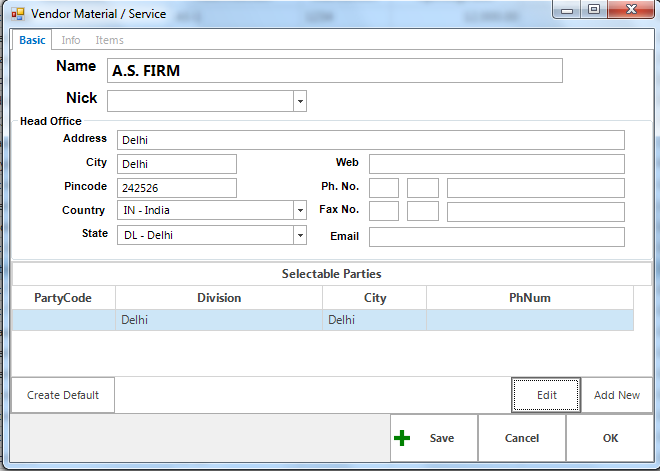 Vendor Material / Service
Basic Info Items
Name A.S. FIRM
Nick
Head Office
Address Delhi
City Delhi Web
Pincode 242526 Ph. No.
Country IN - India Fax No.
State DL - Delhi Email
Selectable Parties
PartyCode Division City PhNum
Delhi Delhi
Create Default Edit Add New
Save Cancel OK